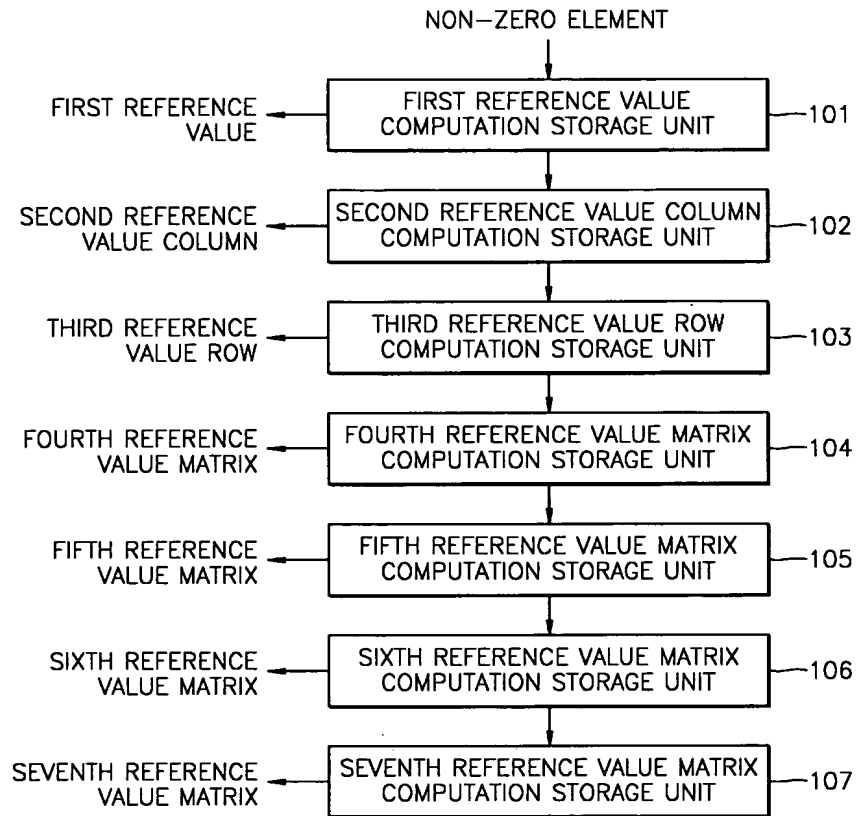 NON-ZERO ELEMENT
FIRST REFERENCE
VALUE
FIRST REFERENCE VALUE
COMPUTATION STORAGE UNIT
101
SECOND REFERENCE
VALUE COLUMN
SECOND REFERENCE VALUE COLUMN
COMPUTATION STORAGE UNIT
102
THIRD REFERENCE
VALUE ROW
THIRD REFERENCE VALUE ROW
COMPUTATION STORAGE UNIT
103
FOURTH REFERENCE
VALUE MATRIX
FOURTH REFERENCE VALUE MATRIX
COMPUTATION STORAGE UNIT
104
FIFTH REFERENCE
VALUE MATRIX
FIFTH REFERENCE VALUE MATRIX
COMPUTATION STORAGE UNIT
105
SIXTH REFERENCE
VALUE MATRIX
SIXTH REFERENCE VALUE MATRIX
COMPUTATION STORAGE UNIT
106
SEVENTH REFERENCE
VALUE MATRIX
SEVENTH REFERENCE VALUE MATRIX
COMPUTATION STORAGE UNIT
107